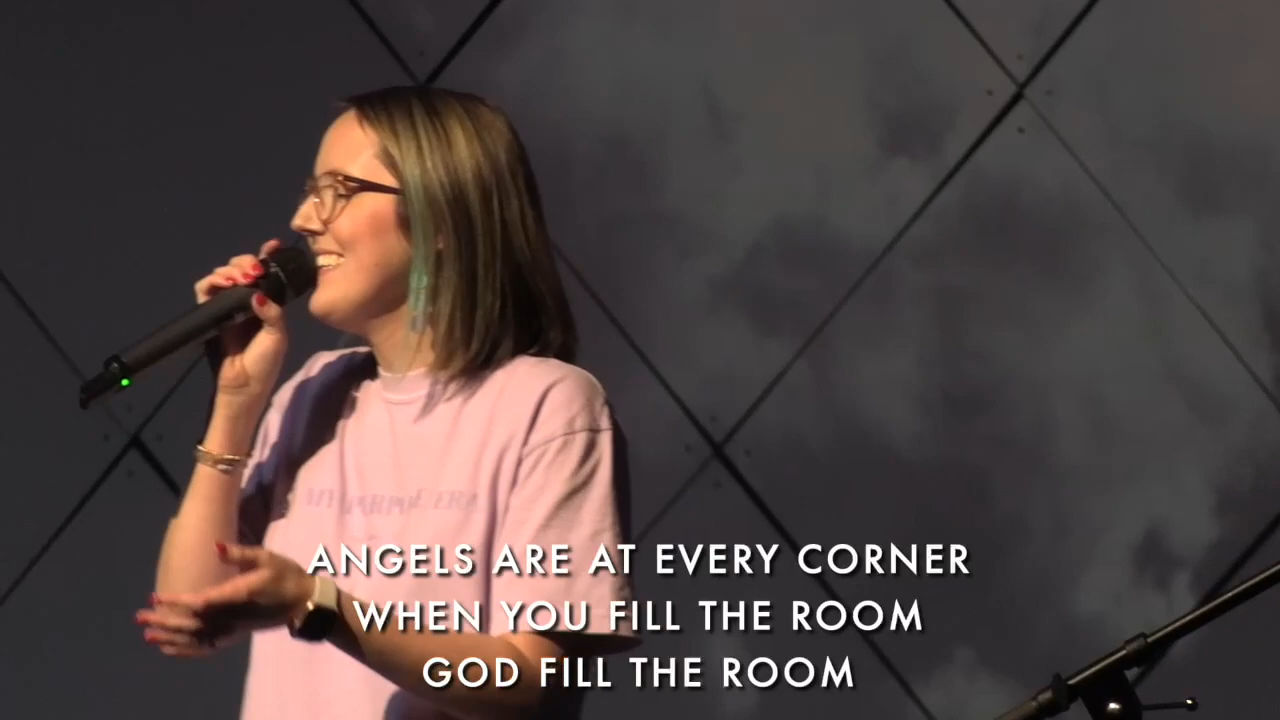 ANGELS ARE AT EVERY CORNER
WHEN YOU FILL THE ROOM
GOD FILL THE ROOM